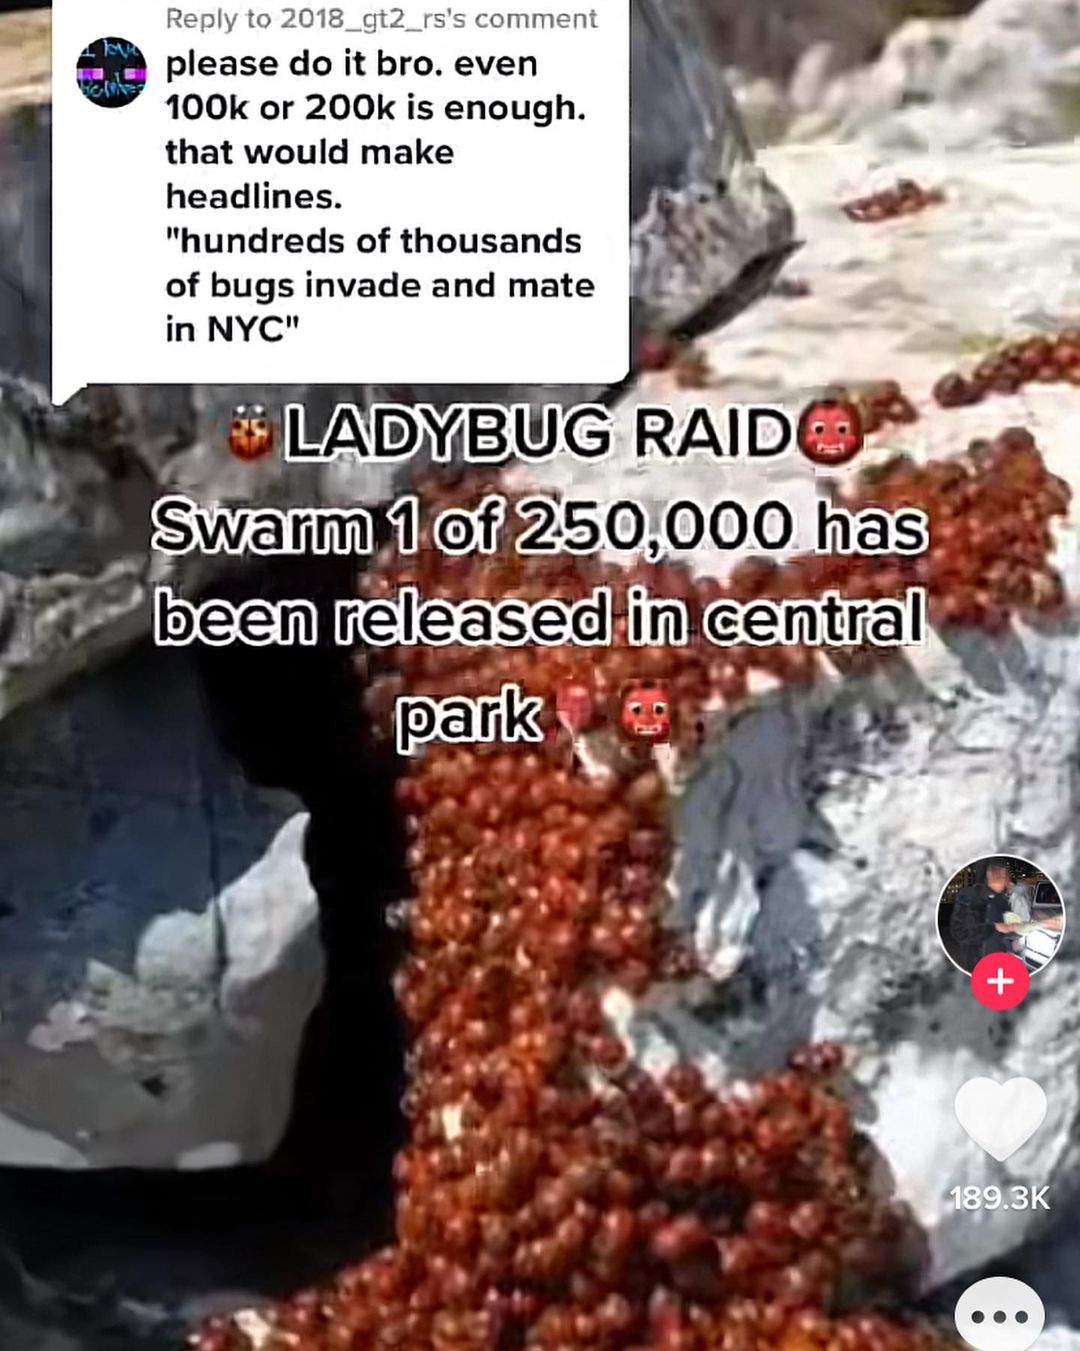 Reply to 2018_gt2_rs's comment
please do it bro. even
100k or 200k is enough.
that would make
headlines.
"hundreds of thousands
of bugs invade and mate
in NYC"
LADYBUG RAID
Swarm 1 of 250,000 has
been released in central
park
189.3K